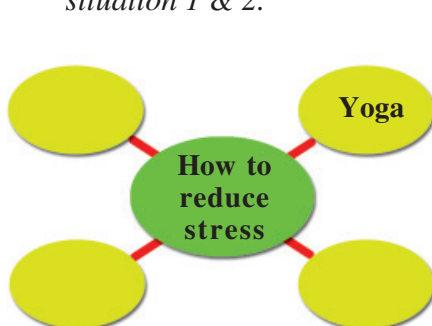 situation 1 & 2.
Yoga
How to
reduce
stress